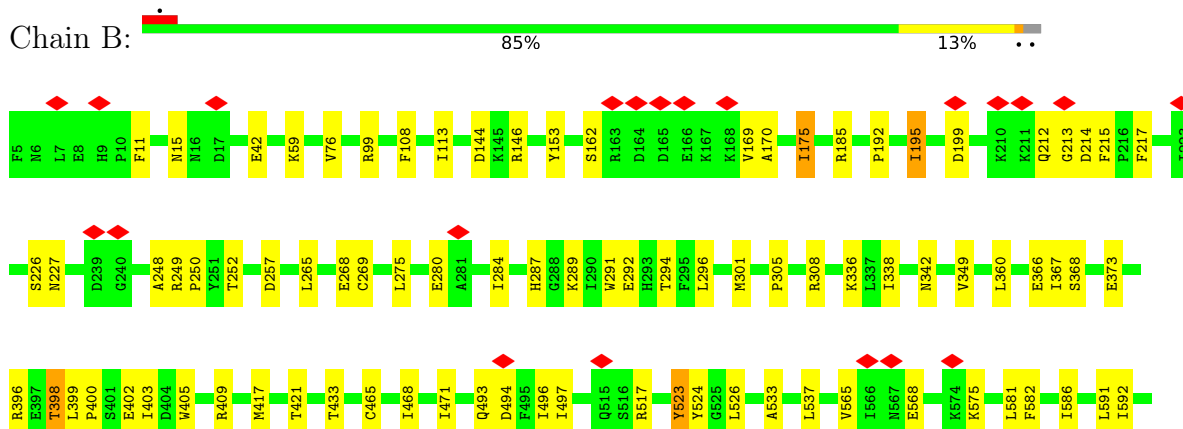 Chain B:
85% 13%
F5 N6 L7 E8 H9 P10 F11 N15 N16 D17 E42 K59 V76 R99 F108 I113 D144 K145 R146 Y153 S162 R163 D164 D165 E166 K167 K168 V169 A170 I175 R185 P192 I195 D199 K210 K211 Q212 G213 D214 F215 P216 F217
S226 N227 D239 G240 A248 R249 P250 Y251 T252 D257 L265 E268 C269 L275 E280 A281 I284 H287 G288 K289 I290 W291 E292 H293 T294 F295 L296 M301 P305 R308 K336 L337 I338 N342 V349 L360 E366 I367 S368 E373
R396 E397 T398 L399 P400 S401 E402 I403 D404 W405 R409 M417 T421 T433 C465 I468 I471 Q493 D494 F495 I496 I497 Q515 S516 R517 Y523 Y524 G525 L526 A533 L537 V565 I566 N567 E568 K574 K575 L581 F582 I586 L591 I592